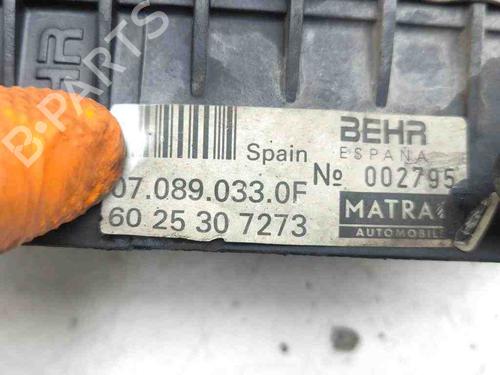 BEHR
ESPAÑA
Spain
Nº 002795
07.089.033.0F
60 25 30 7273
MATRA
AUTOMOBILE
B-PARTS